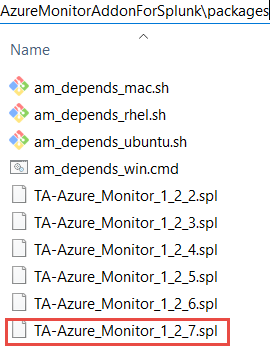 AzureMonitorAddonForSplunk\packages
Name
am_depends_mac.sh
am_depends_rhel.sh
am_depends_ubuntu.sh
am_depends_win.cmd
TA-Azure_Monitor_1_2_2.spl
TA-Azure_Monitor_1_2_3.spl
TA-Azure_Monitor_1_2_4.spl
TA-Azure_Monitor_1_2_5.spl
TA-Azure_Monitor_1_2_6.spl
TA-Azure_Monitor_1_2_7.spl